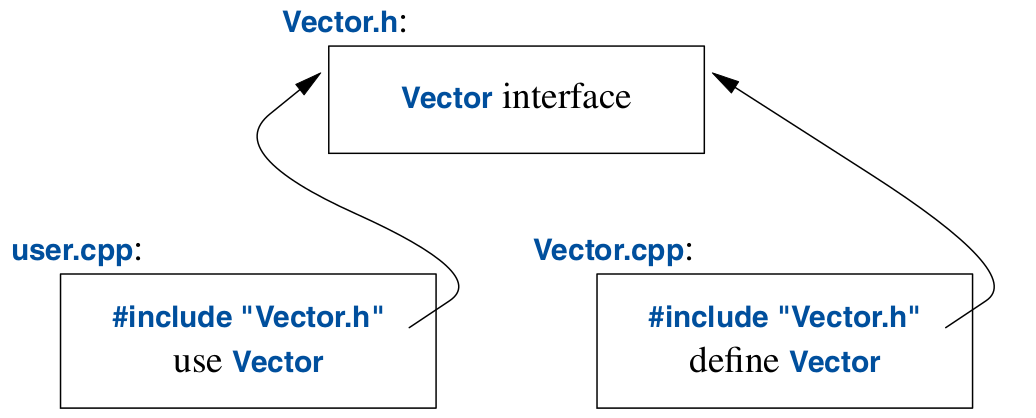 Vector.h:
Vector interface
user.cpp:
#include "Vector.h"
use Vector
Vector.cpp:
#include "Vector.h"
define Vector